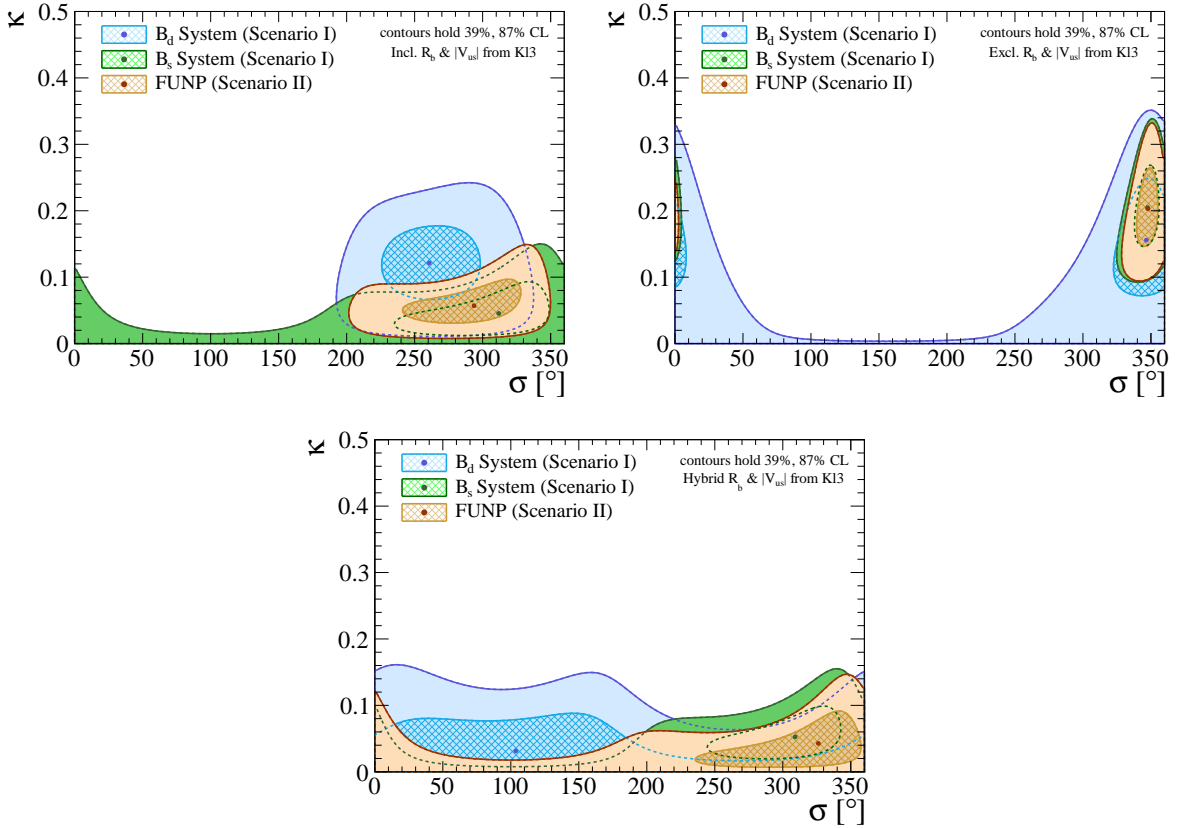 κ
0.5
0.4
0.3
0.2
0.1
0
B_d System (Scenario I)
B_s System (Scenario I)
FUNP (Scenario II)
contours hold 39%, 87% CL
Incl. R_b & |V_us| from Kl3
0 50 100 150 200 250 300 350
σ [°]
κ
0.5
0.4
0.3
0.2
0.1
0
B_d System (Scenario I)
B_s System (Scenario I)
FUNP (Scenario II)
contours hold 39%, 87% CL
Excl. R_b & |V_us| from Kl3
0 50 100 150 200 250 300 350
σ [°]
κ
0.5
0.4
0.3
0.2
0.1
0
B_d System (Scenario I)
B_s System (Scenario I)
FUNP (Scenario II)
contours hold 39%, 87% CL
Hybrid R_b & |V_us| from Kl3
0 50 100 150 200 250 300 350
σ [°]